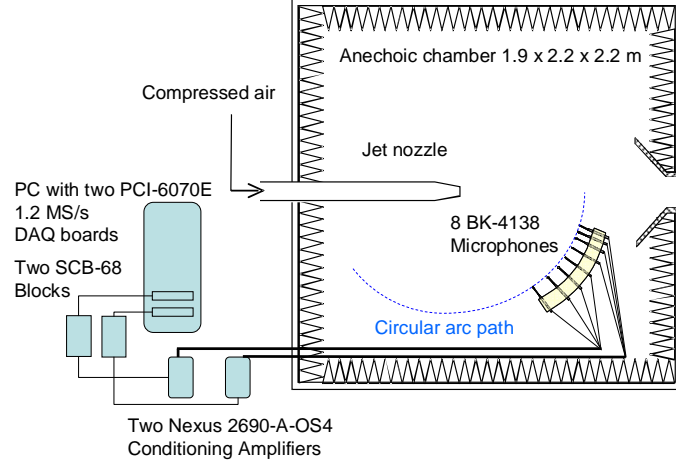 Anechoic chamber 1.9 x 2.2 x 2.2 m
Compressed air
Jet nozzle
PC with two PCI-6070E
1.2 MS/s
DAQ boards
8 BK-4138
Microphones
Two SCB-68
Blocks
Circular arc path
Two Nexus 2690-A-OS4
Conditioning Amplifiers